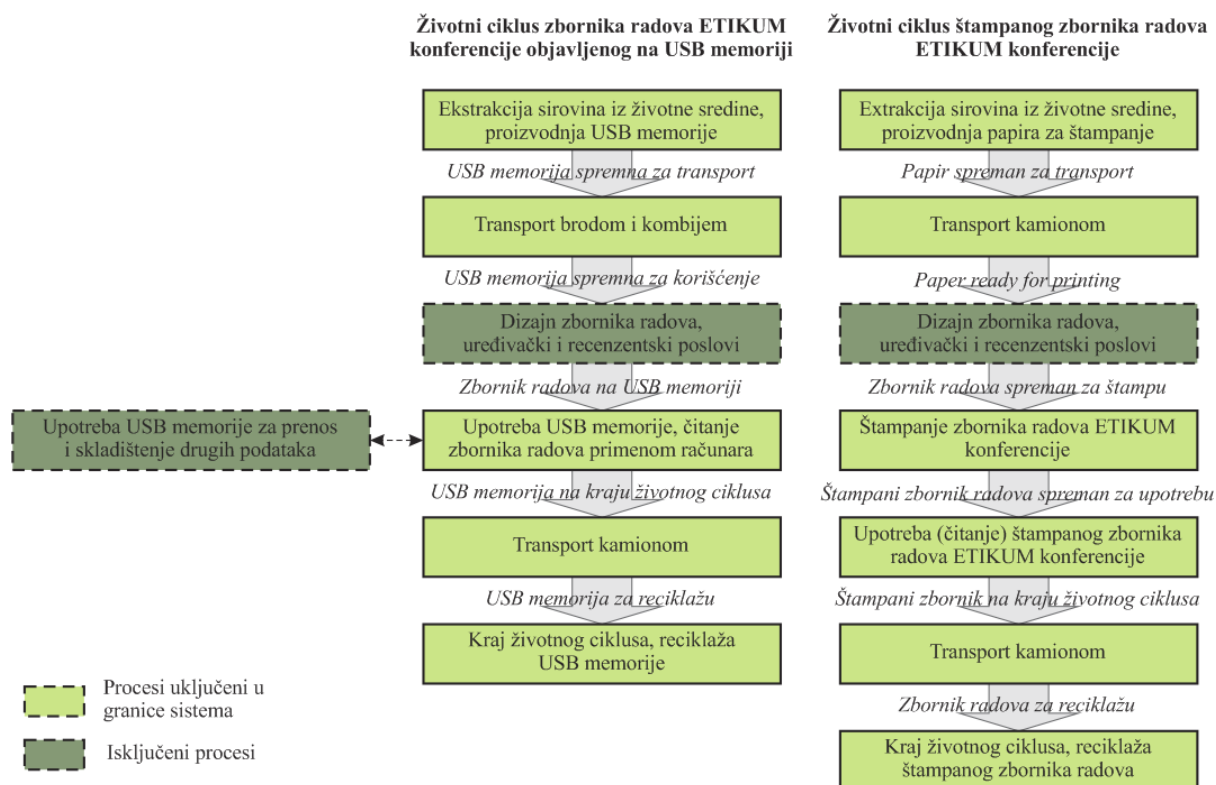 Životni ciklus zbornika radova ETIKUM
konferencije objavljenog na USB memoriji
Ekstrakcija sirovina iz životne sredine,
proizvodnja USB memorije
USB memorija spremna za transport
Transport brodom i kombijem
USB memorija spremna za korišćenje
Dizajn zbornika radova,
uređivački i recenzentski poslovi
Zbornik radova na USB memoriji
Upotreba USB memorije za prenos
i skladištenje drugih podataka
Upotreba USB memorije, čitanje
zbornika radova primenom računara
USB memorija na kraju životnog ciklusa
Transport kamionom
USB memorija za reciklažu
Kraj životnog ciklusa, reciklaža
USB memorije
Životni ciklus štampanog zbornika radova
ETIKUM konferencije
Extrakcija sirovina iz životne sredine,
proizvodnja papira za štampanje
Papir spreman za transport
Transport kamionom
Paper ready for printing
Dizajn zbornika radova,
uređivački i recenzentski poslovi
Zbornik radova spreman za štampu
Štampanje zbornika radova ETIKUM
konferencije
Štampani zbornik radova spreman za upotrebu
Upotreba (čitanje) štampanog zbornika
radova ETIKUM konferencije
Štampani zbornik na kraju životnog ciklusa
Transport kamionom
Zbornik radova za reciklažu
Kraj životnog ciklusa, reciklaža
štampanog zbornika radova
Procesi uključeni u
granice sistema
Isključeni procesi